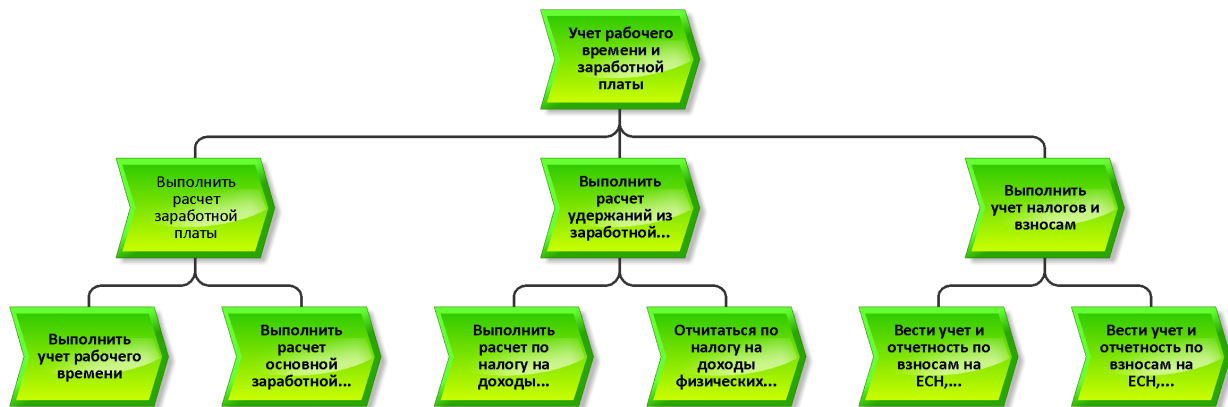 Учет рабочего
времени и
заработной
платы
Выполнить
расчет
заработной
платы
Выполнить
расчет
удержаний из
заработной...
Выполнить
учет налогов и
взносам
Выполнить
учет рабочего
времени
Выполнить
расчет
основной
заработной...
Выполнить
расчет по
налогу на
доходы...
Отчитаться по
налогу на
доходы
физических...
Вести учет и
отчетность по
взносам на
ЕСН,...
Вести учет и
отчетность по
взносам на
ЕСН,...